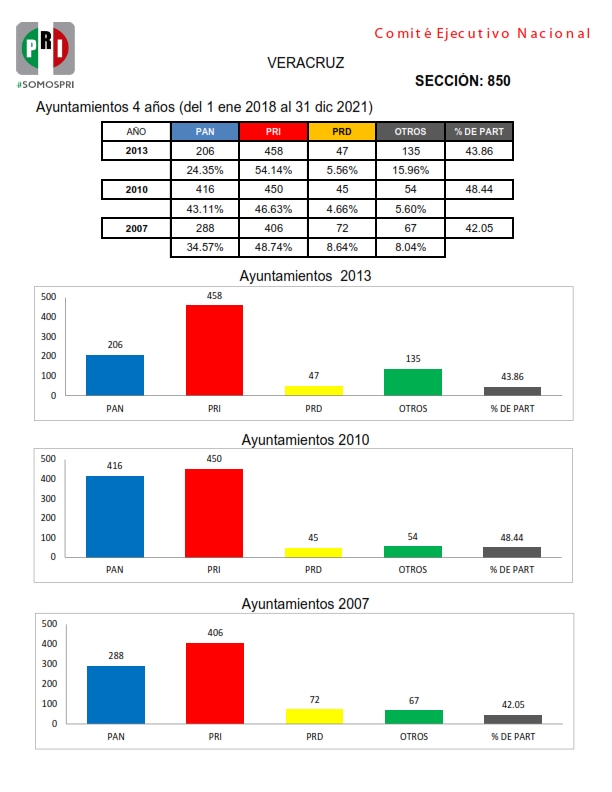 Comité Ejecutivo Nacional
PRI
#SOMOSPRI
VERACRUZ
SECCIÓN: 850
Ayuntamientos 4 años (del 1 ene 2018 al 31 dic 2021)
AÑO PAN PRI PRD OTROS % DE PART
2013 206 458 47 135 43.86
24.35% 54.14% 5.56% 15.96%
2010 416 450 45 54 48.44
43.11% 46.63% 4.66% 5.60%
2007 288 406 72 67 42.05
34.57% 48.74% 8.64% 8.04%
Ayuntamientos 2013
500
400
300
200
100
0
206 458 47 135 43.86
PAN PRI PRD OTROS % DE PART
Ayuntamientos 2010
500
400
300
200
100
0
416 450 45 54 48.44
PAN PRI PRD OTROS % DE PART
Ayuntamientos 2007
500
400
300
200
100
0
288 406 72 67 42.05
PAN PRI PRD OTROS % DE PART